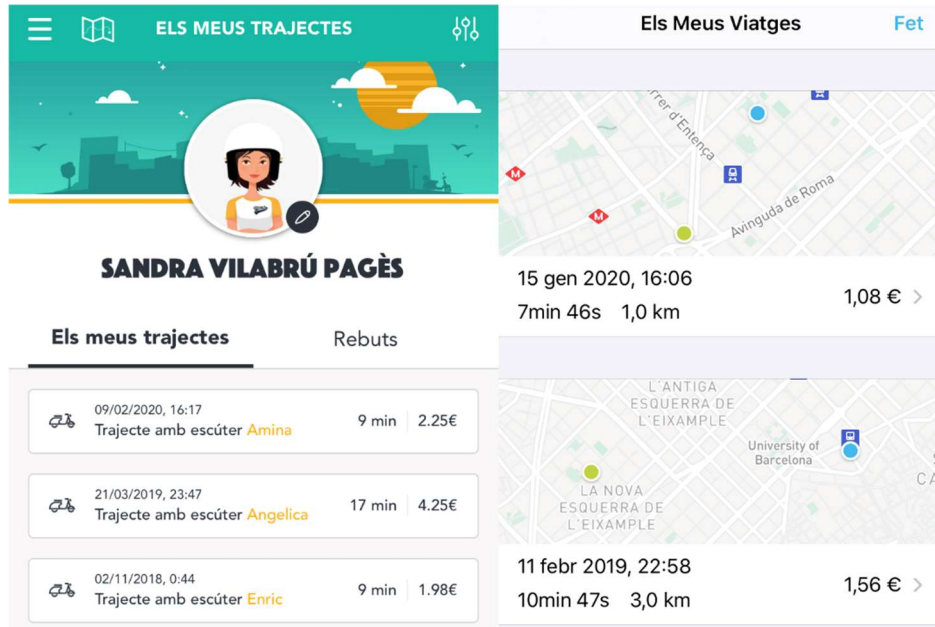 ELS MEUS TRAJECTES
SANDRA VILABRÚ PAGÈS
Els meus trajectes
Rebuts
09/02/2020, 16:17
Trajecte amb escúter Amina
9 min
2.25€
21/03/2019, 23:47
Trajecte amb escúter Angelica
17 min
4.25€
02/11/2018, 0:44
Trajecte amb escúter Enric
9 min
1.98€
Els Meus Viatges
Fet
d'Entença
M
M
Avinguda de Roma
15 gen 2020, 16:06
7min 46s 1,0 km
1,08 € >
L'ANTIGA
ESQUERRA DE
L'EIXAMPLE
University of
Barcelona
LA NOVA
ESQUERRA DE
L'EIXAMPLE
11 febr 2019, 22:58
10min 47s 3,0 km
1,56 € >